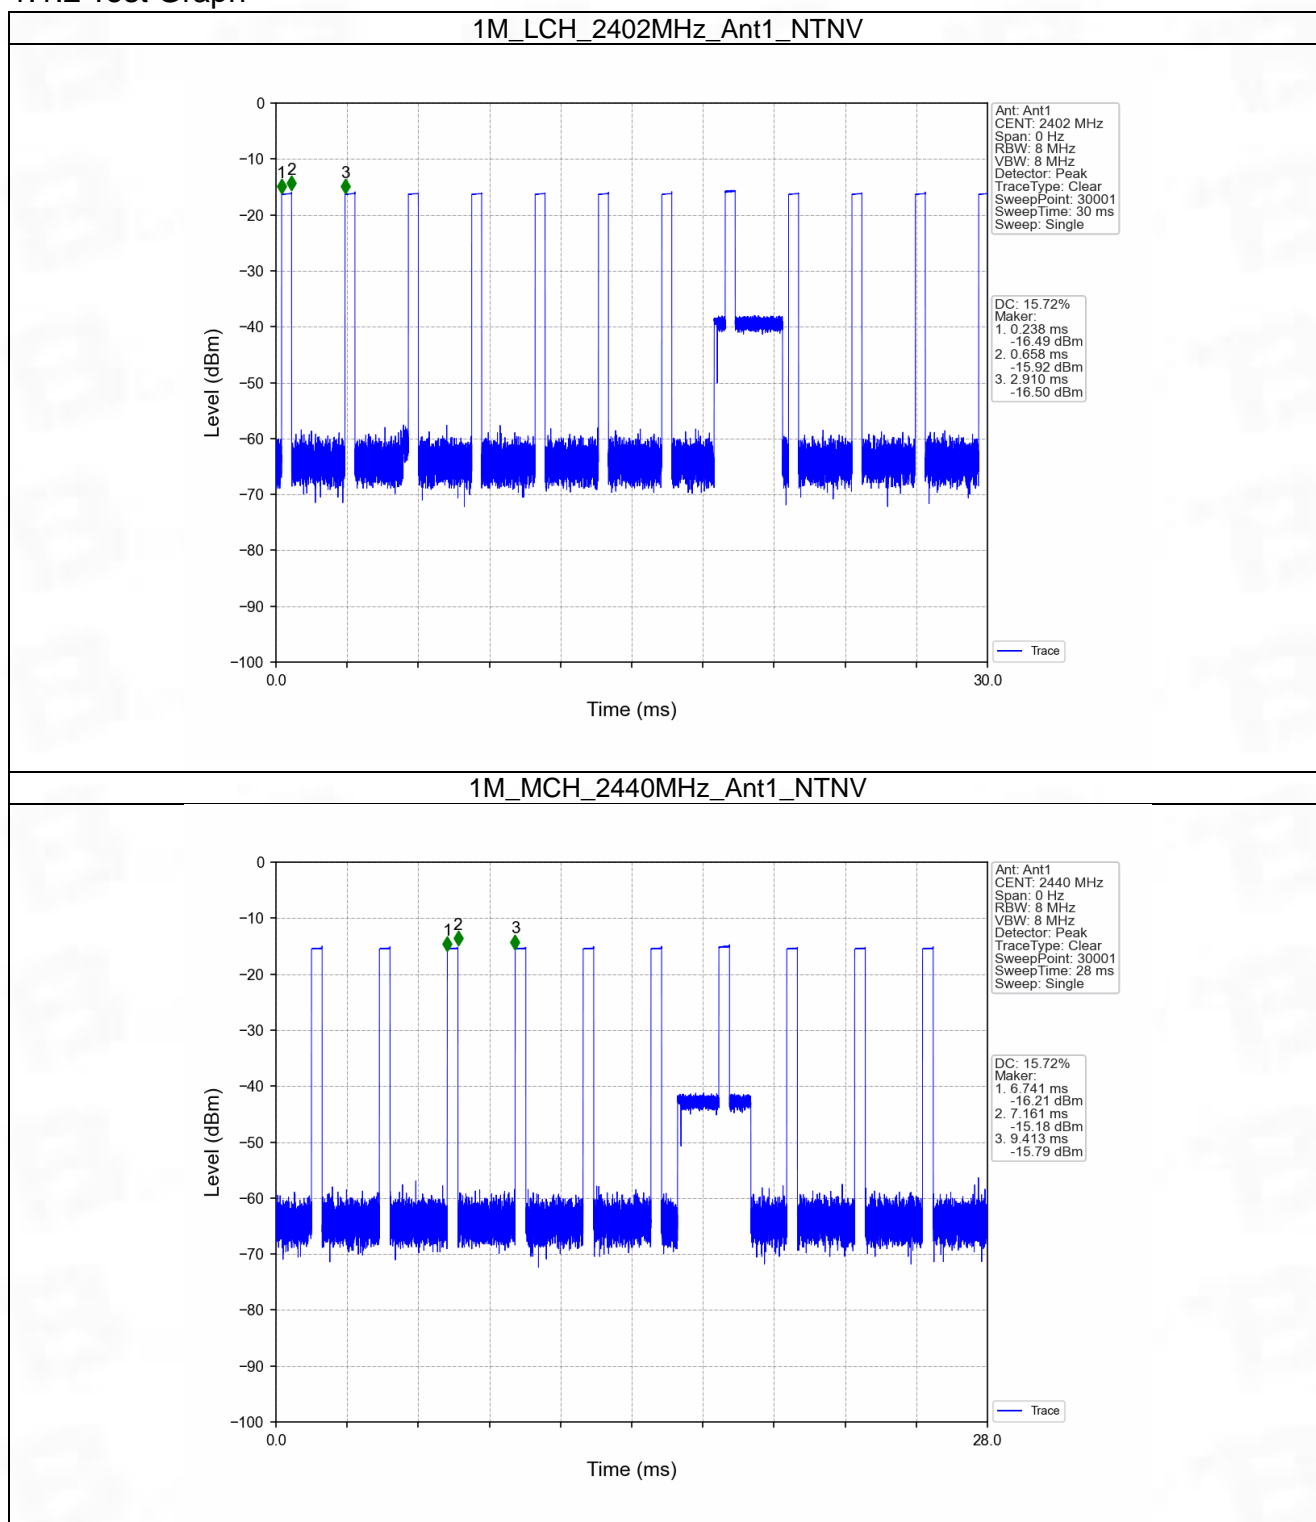 1M_LCH_2402MHz_Ant1_NTNV
0
−10
−20
−30
−40
−50
−60
−70
−80
−90
−100
Level (dBm)
1
2
3
Ant: Ant1
CENT: 2402 MHz
Span: 0 Hz
RBW: 8 MHz
VBW: 8 MHz
Detector: Peak
TraceType: Clear
SweepPoint: 30001
SweepTime: 30 ms
Sweep: Single
DC: 15.72%
Maker:
1. 0.238 ms
-16.49 dBm
2. 0.658 ms
-15.92 dBm
3. 2.910 ms
-16.50 dBm
Trace
0.0
30.0
Time (ms)
1M_MCH_2440MHz_Ant1_NTNV
0
−10
−20
−30
−40
−50
−60
−70
−80
−90
−100
Level (dBm)
1
2
3
Ant: Ant1
CENT: 2440 MHz
Span: 0 Hz
RBW: 8 MHz
VBW: 8 MHz
Detector: Peak
TraceType: Clear
SweepPoint: 30001
SweepTime: 28 ms
Sweep: Single
DC: 15.72%
Maker:
1. 6.741 ms
-16.21 dBm
2. 7.161 ms
-15.18 dBm
3. 9.413 ms
-15.79 dBm
Trace
0.0
28.0
Time (ms)